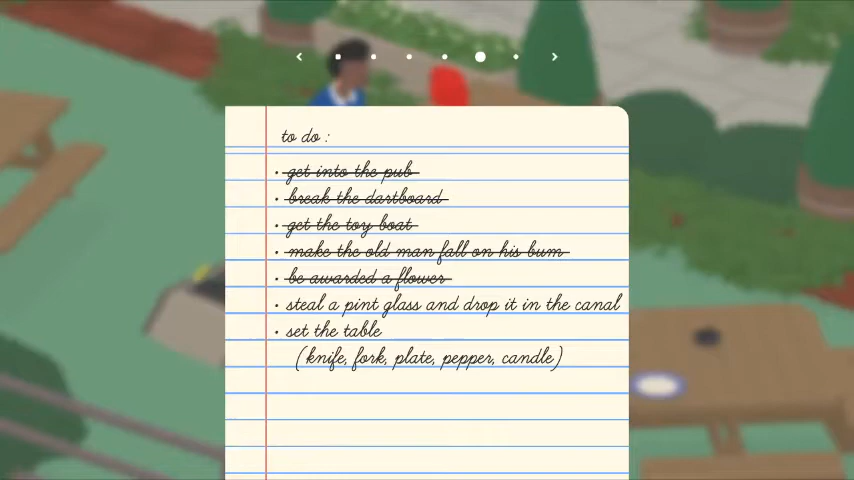 to do :
• get into the pub
• break the dartboard
• get the toy boat
• make the old man fall on his bum
• be awarded a flower
• steal a pint glass and drop it in the canal
• set the table
(knife, fork, plate, pepper, candle)